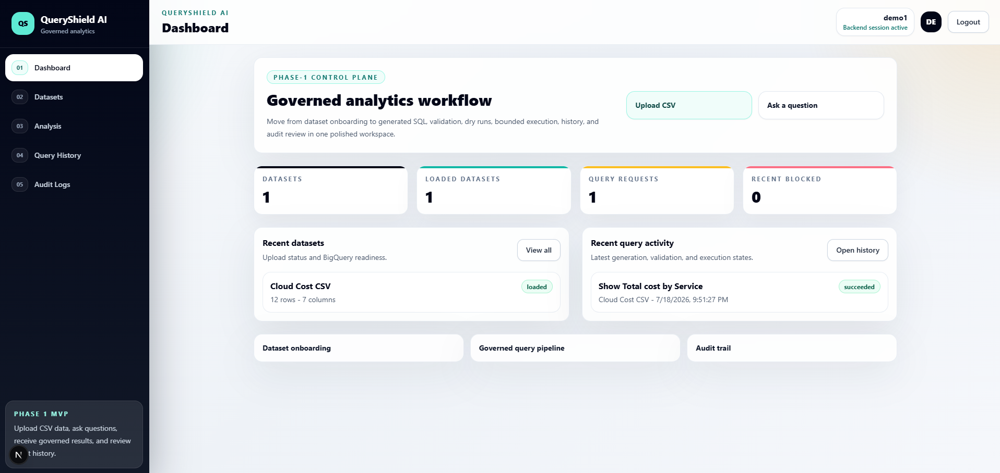 QS
QueryShield AI
Governed analytics
01 Dashboard
02 Datasets
03 Analysis
04 Query History
05 Audit Logs
PHASE 1 MVP
Upload CSV data, ask questions,
receive governed results, and review
t history.
N
QUERYSHIELD AI
Dashboard
demo1
Backend session active
DE
Logout
PHASE-1 CONTROL PLANE
Governed analytics workflow
Move from dataset onboarding to generated SQL, validation, dry runs, bounded execution, history, and
audit review in one polished workspace.
Upload CSV
Ask a question
DATASETS
1
LOADED DATASETS
1
QUERY REQUESTS
1
RECENT BLOCKED
0
Recent datasets
Upload status and BigQuery readiness.
View all
Cloud Cost CSV
loaded
12 rows - 7 columns
Recent query activity
Latest generation, validation, and execution states.
Open history
Show Total cost by Service
succeeded
Cloud Cost CSV - 7/18/2026, 9:51:27 PM
Dataset onboarding
Governed query pipeline
Audit trail